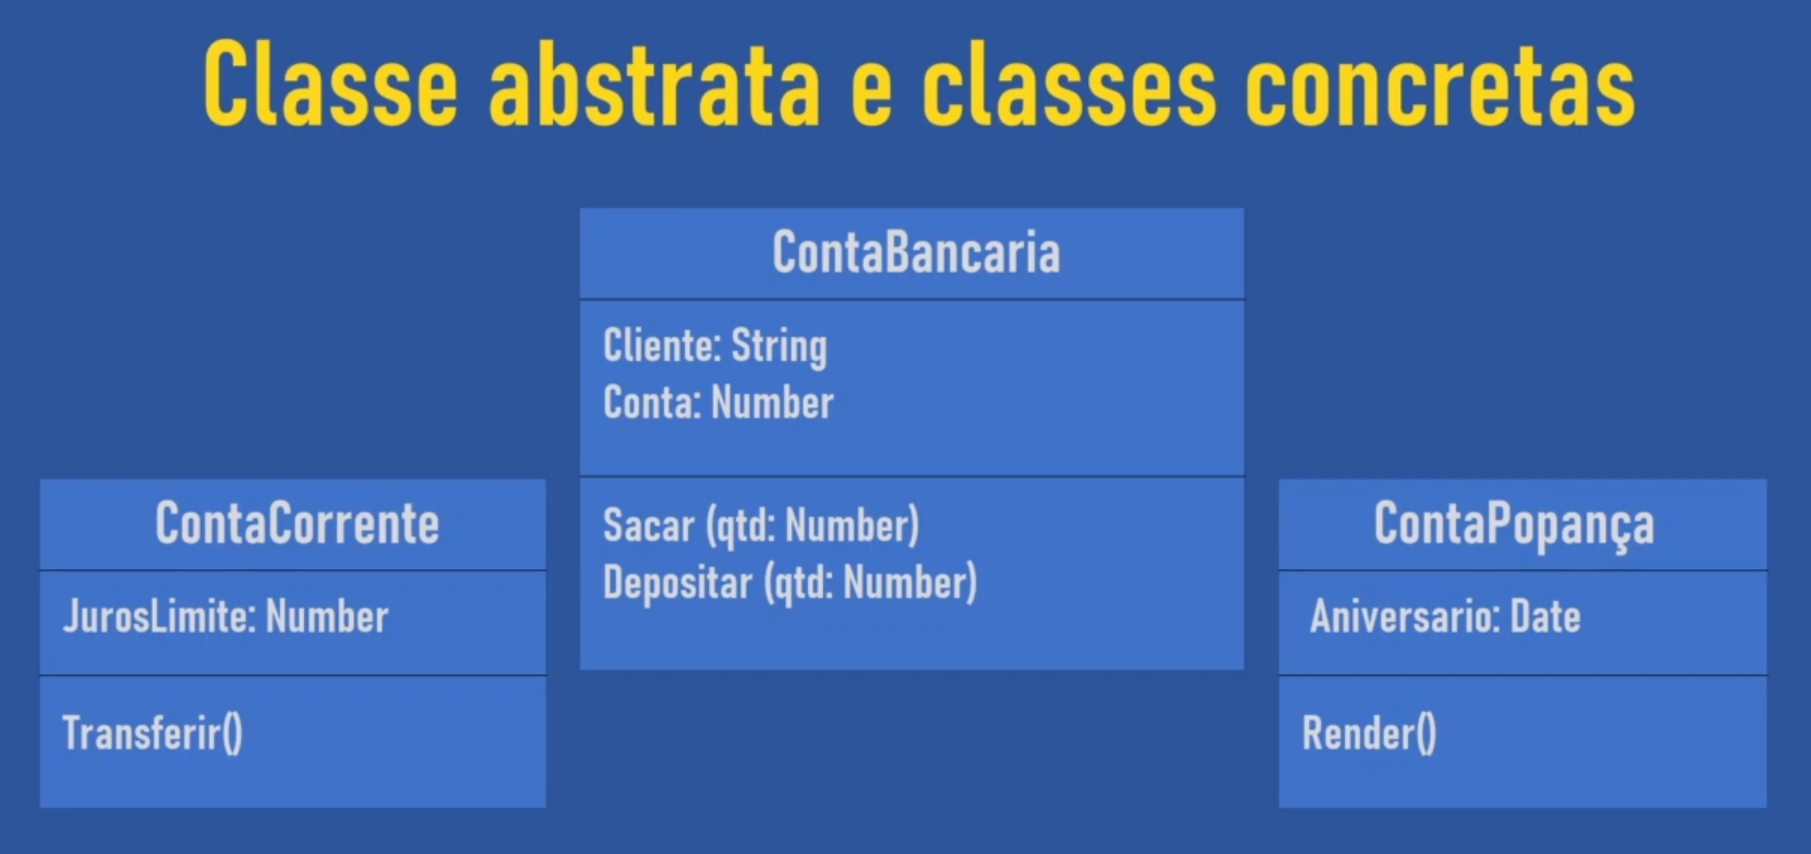 Classe abstrata e classes concretas
ContaBancaria
Cliente: String
Conta: Number
Sacar (qtd: Number)
Depositar (qtd: Number)
ContaCorrente
JurosLimite: Number
Transferir()
ContaPopança
Aniversario: Date
Render()